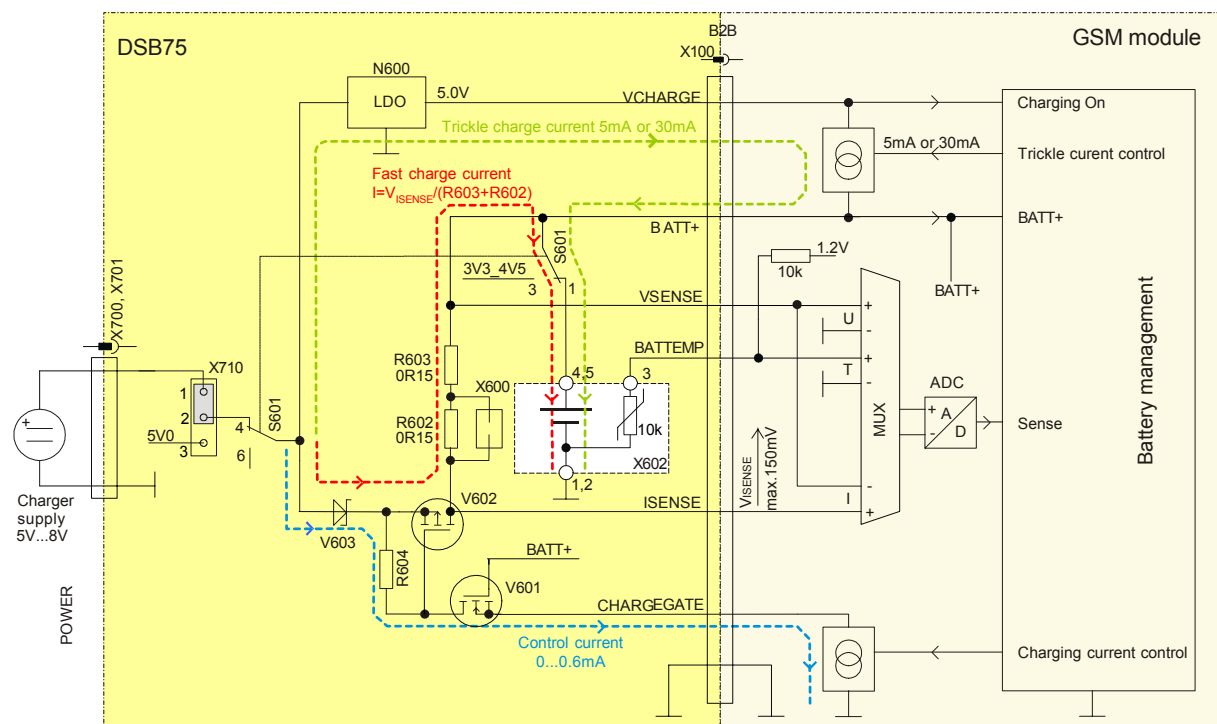 B2B
DSB75
X100
GSM module
N600
LDO
5.0V
VCHARGE
Charging On
Trickle charge current 5mA or 30mA
5mA or 30mA
Trickle curent control
Fast charge current
I=VISENSE/(R603+R602)
BATT+
BATT+
S601
1.2V
10k
3V3_4V5
3
1
VSENSE
BATT+
X700, X701
+
U
-
R603
0R15
BATTEMP
+
T
-
X710
X600
4,5
3
ADC
1
2
3
S601
4
6
5V0
R602
0R15
10k
X602
1,2
MUX
+
-
A
D
Sense
Battery management
VISENSE
max.150mV
-
I
+
+
Charger
supply
5V...8V
V602
ISENSE
V603
R604
BATT+
V601
CHARGEGATE
POWER
Control current
0...0.6mA
Charging current control